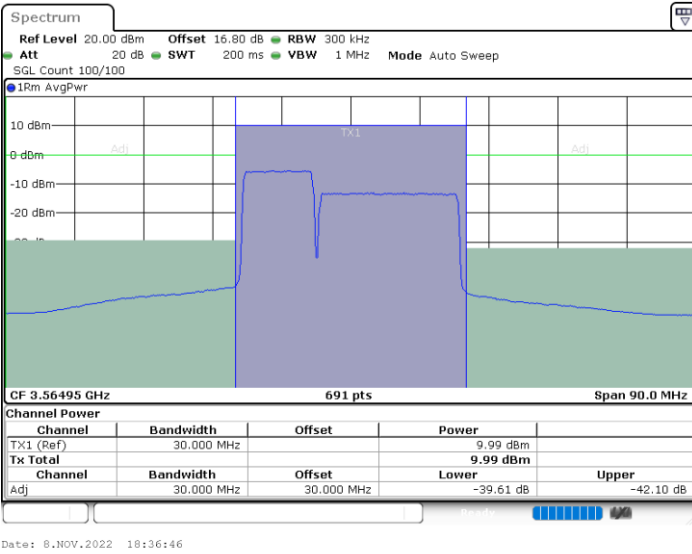 Spectrum
Ref Level 20.00 dBm Offset 16.80 dB RBW 300 kHz
Att 20 dB SWT 200 ms VBW 1 MHz Mode Auto Sweep
SGL Count 100/100
1Rm AvgPwr
10 dBm
TX1
Adj Adj
0 dBm
-10 dBm
-20 dBm
CF 3.56495 GHz 691 pts Span 90.0 MHz
Channel Power
Channel Bandwidth Offset Power
TX1 (Ref) 30.000 MHz 9.99 dBm
Tx Total 9.99 dBm
Channel Bandwidth Offset Lower Upper
Adj 30.000 MHz 30.000 MHz -39.61 dB -42.10 dB
Ready
Date: 8.NOV.2022 18:36:46